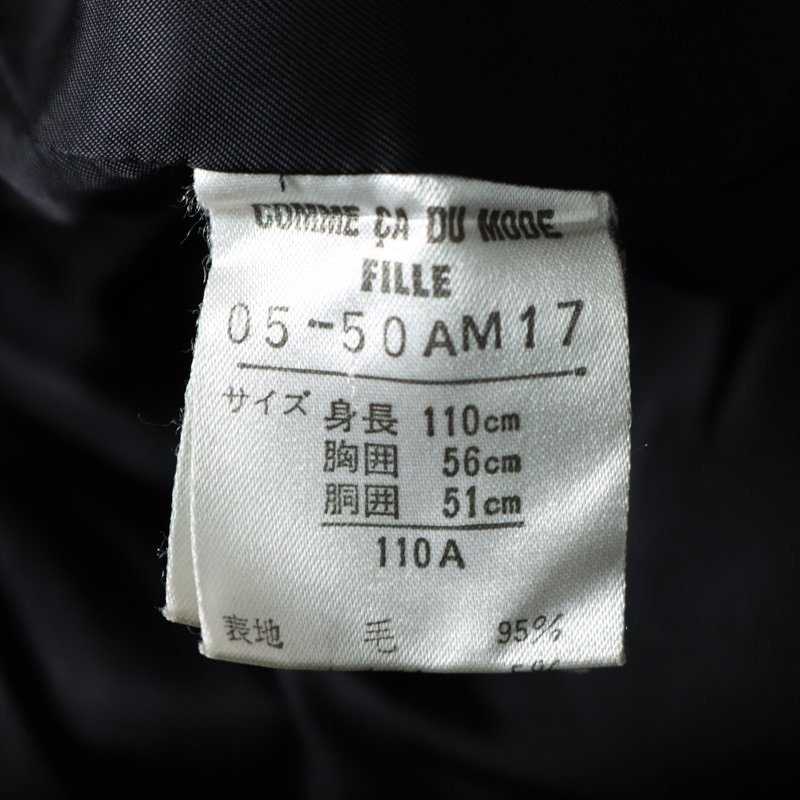 COMME ÇA DU MODE
FILLE
05-50AM17
サイズ 身長 110cm
胸囲 56cm
胴囲 51cm
110A
表地 毛 95%